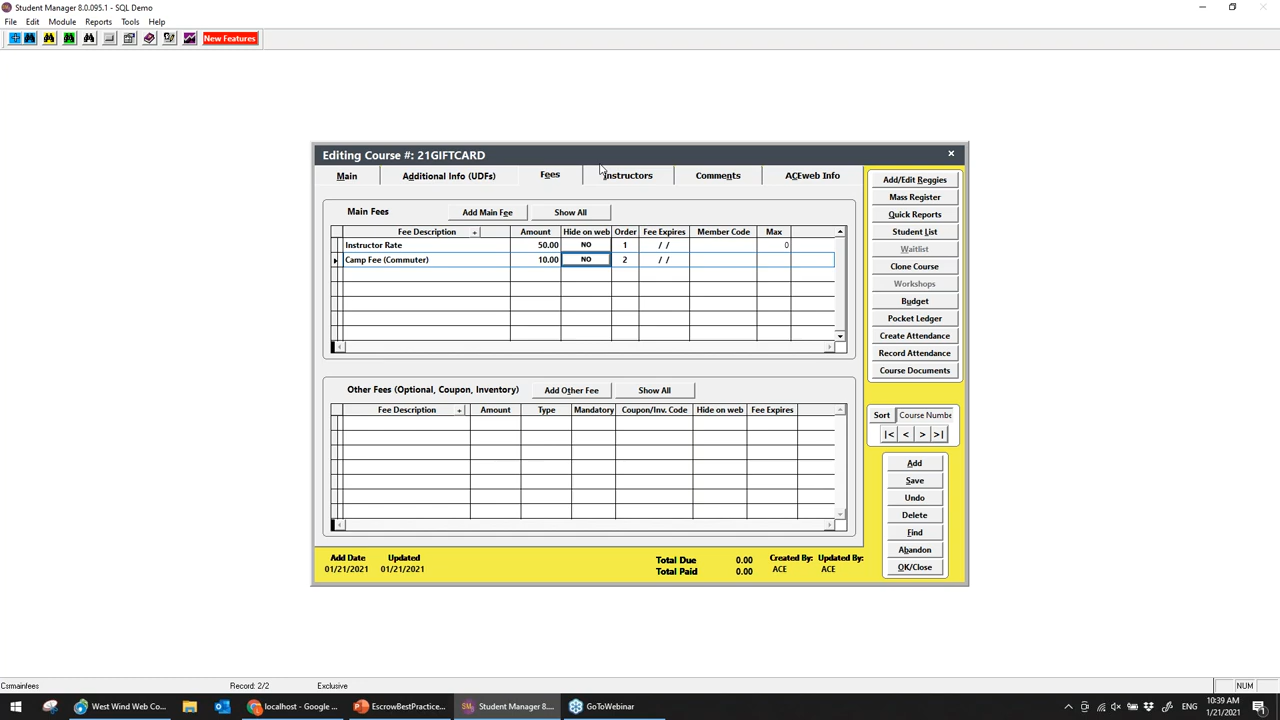 Student Manager 8.0.095.1 - SQL Demo
File Edit Module Reports Tools Help
New Features
Editing Course #: 21GIFTCARD
Main Additional Info (UDFs) Fees Instructors Comments ACEweb Info
Main Fees Add Main Fee Show All
Fee Description + Amount Hide on web Order Fee Expires Member Code Max
Instructor Rate 50.00 NO 1 / / 0
Camp Fee (Commuter) 10.00 NO 2 / /
Other Fees (Optional, Coupon, Inventory) Add Other Fee Show All
Fee Description + Amount Type Mandatory Coupon/Inv. Code Hide on web Fee Expires
Add Date Updated Total Due 0.00 Created By: Updated By:
01/21/2021 01/21/2021 Total Paid 0.00 ACE ACE
Add/Edit Reggies
Mass Register
Quick Reports
Student List
Waitlist
Clone Course
Workshops
Budget
Pocket Ledger
Create Attendance
Record Attendance
Course Documents
Sort Course Numbe
|< < > >|
Add
Save
Undo
Delete
Find
Abandon
OK/Close
Csmainfees Record: 2/2 Exclusive NUM
West Wind Web Co... localhost - Google ... EscrowBestPractice... Student Manager 8.... GoToWebinar
10:39 AM
1/21/2021